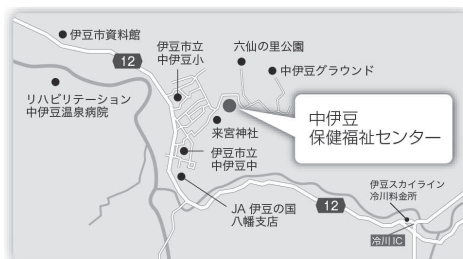 伊豆市資料館
12
伊豆市立
中伊豆小
六仙の里公園
中伊豆グラウンド
リハビリテーション
中伊豆温泉病院
来宮神社
中伊豆
保健福祉センター
伊豆市立
中伊豆中
JA 伊豆の国
八幡支店
12
伊豆スカイライン
冷川料金所
冷川IC